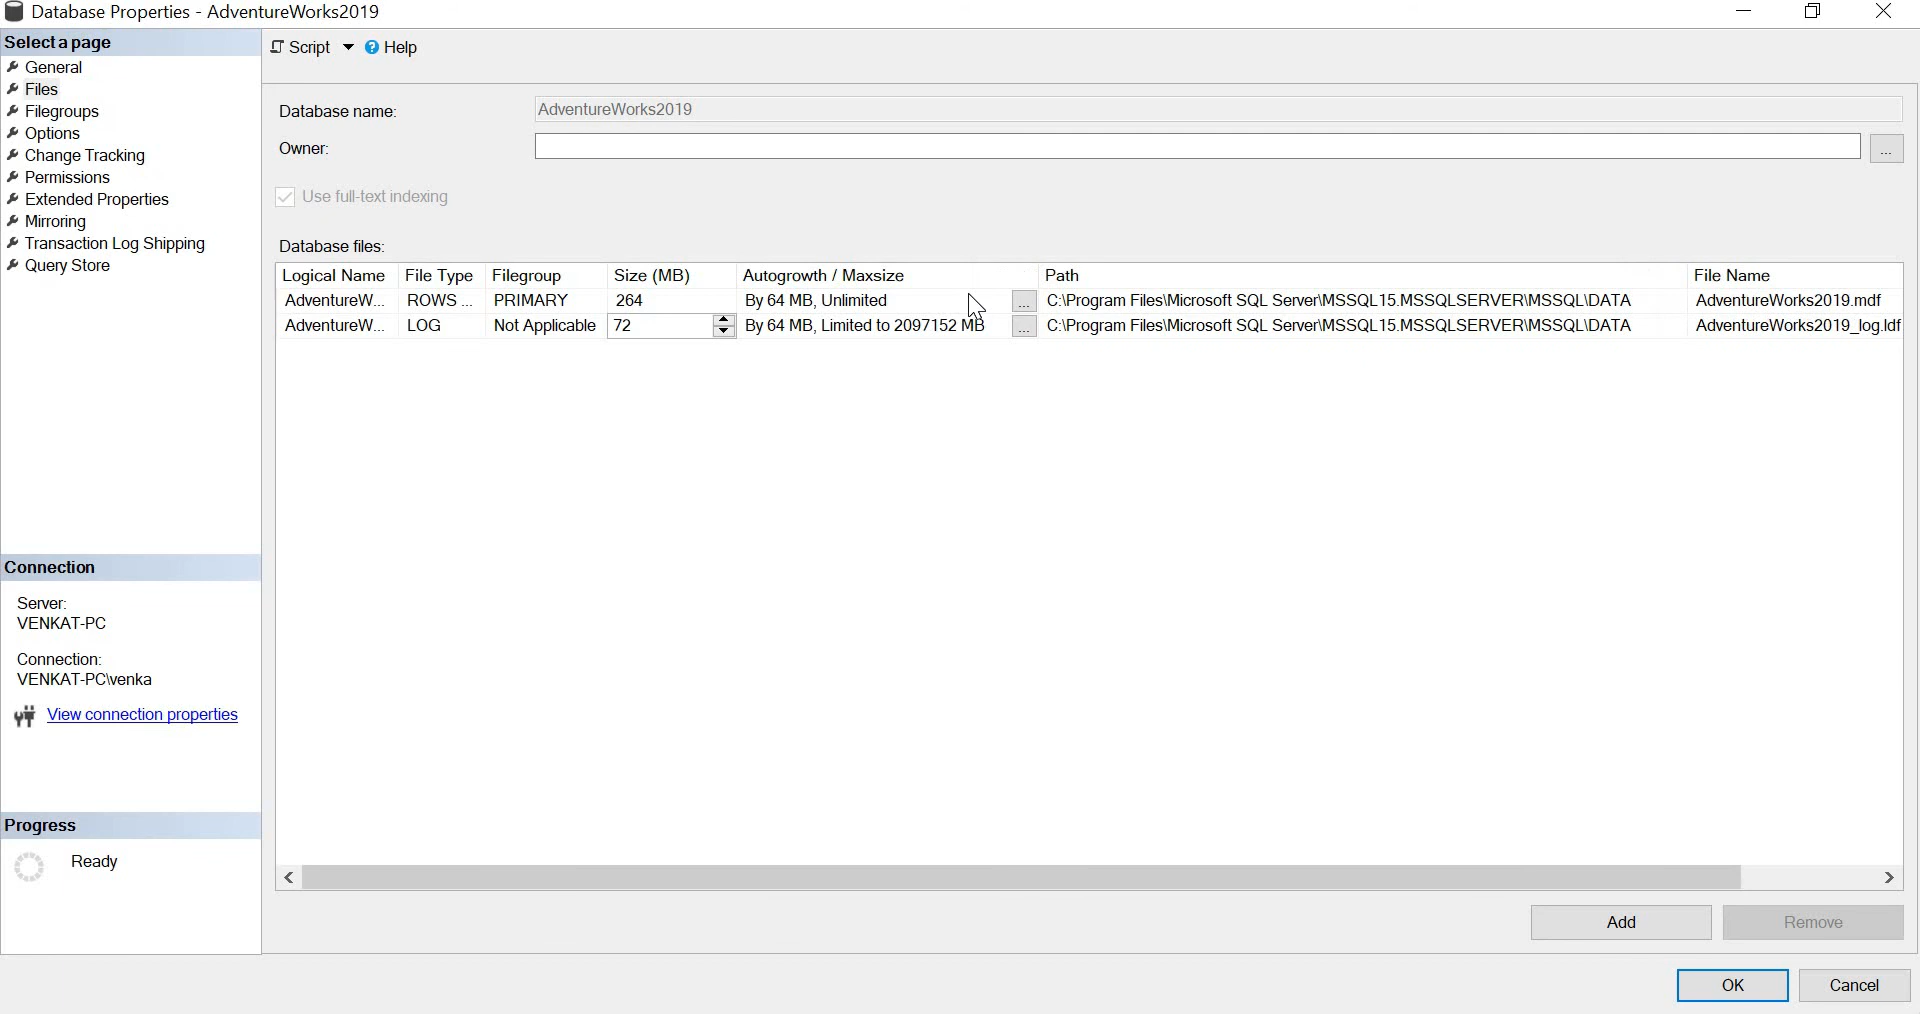 Database Properties - AdventureWorks2019
Select a page
General
Files
Filegroups
Options
Change Tracking
Permissions
Extended Properties
Mirroring
Transaction Log Shipping
Query Store
Script
Help
Database name: AdventureWorks2019
Owner: ...
Use full-text indexing
Database files:
Logical Name File Type Filegroup Size (MB) Autogrowth / Maxsize Path File Name
AdventureW... ROWS ... PRIMARY 264 By 64 MB, Unlimited ... C:\Program Files\Microsoft SQL Server\MSSQL15.MSSQLSERVER\MSSQL\DATA AdventureWorks2019.mdf
AdventureW... LOG Not Applicable 72 By 64 MB, Limited to 2097152 MB ... C:\Program Files\Microsoft SQL Server\MSSQL15.MSSQLSERVER\MSSQL\DATA AdventureWorks2019_log.ldf
Connection
Server:
VENKAT-PC
Connection:
VENKAT-PC\venka
View connection properties
Progress
Ready
Add Remove
OK Cancel